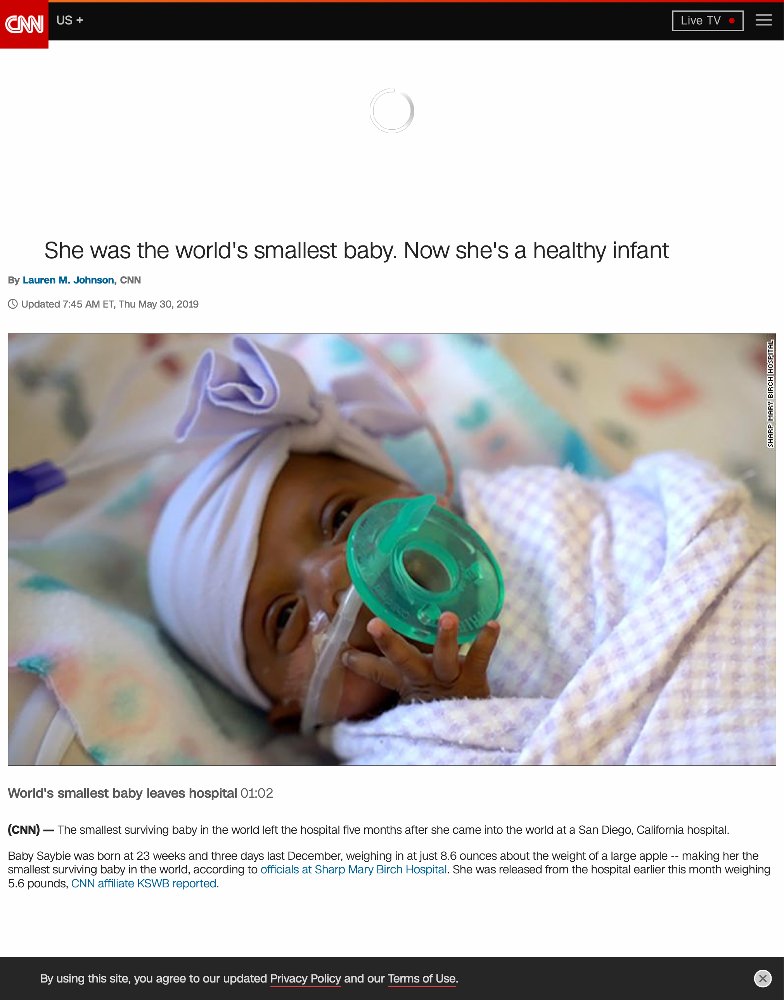 CNN
US +
Live TV
She was the world's smallest baby. Now she's a healthy infant
By Lauren M. Johnson, CNN
Updated 7:45 AM ET, Thu May 30, 2019
SHARP MARY BIRCH HOSPITAL
World's smallest baby leaves hospital 01:02
(CNN) — The smallest surviving baby in the world left the hospital five months after she came into the world at a San Diego, California hospital.
Baby Saybie was born at 23 weeks and three days last December, weighing in at just 8.6 ounces about the weight of a large apple -- making her the
smallest surviving baby in the world, according to officials at Sharp Mary Birch Hospital. She was released from the hospital earlier this month weighing
5.6 pounds, CNN affiliate KSWB reported.
By using this site, you agree to our updated Privacy Policy and our Terms of Use.